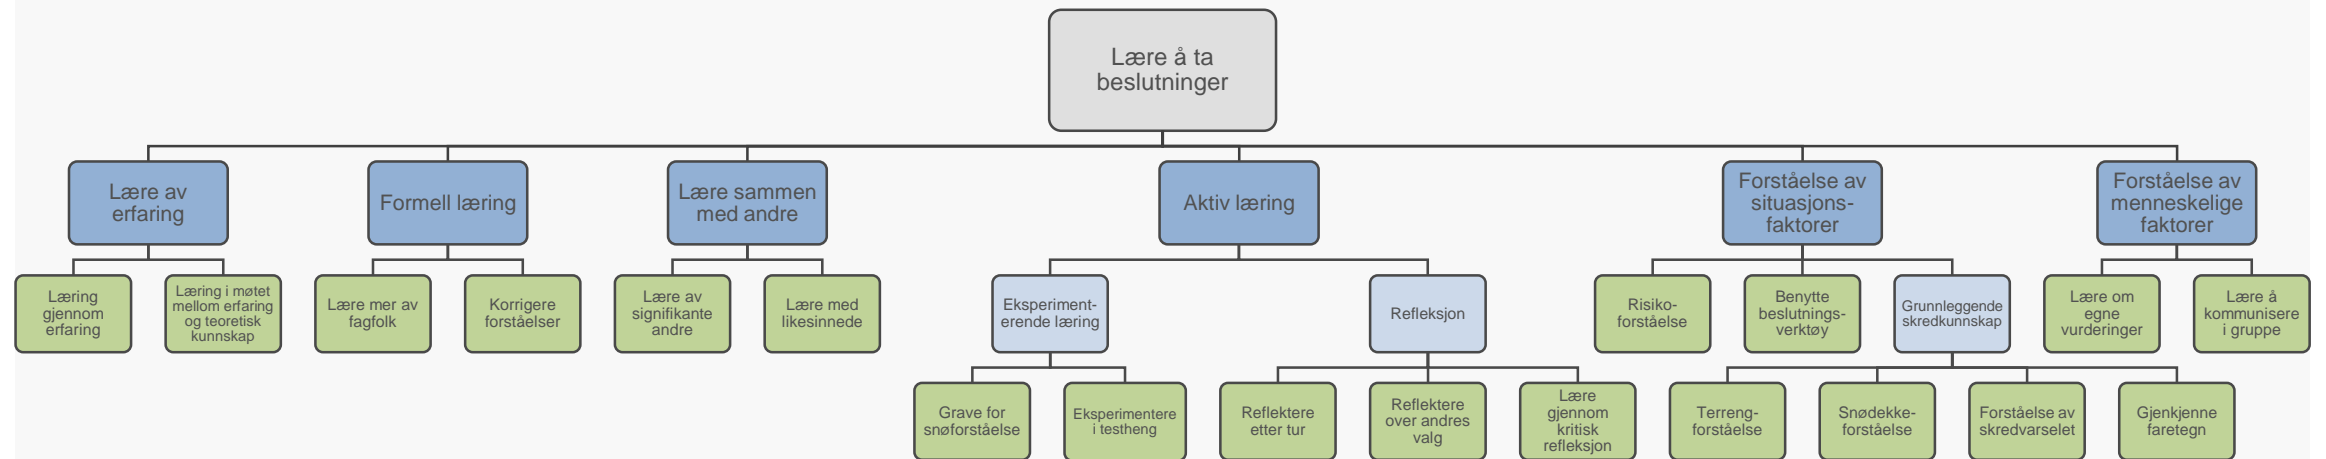 Lære å ta
beslutninger
Lære av
erfaring
Formell læring
Lære sammen
med andre
Aktiv læring
Forståelse av
situasjons-
faktorer
Forståelse av
menneskelige
faktorer
Læring
gjennom
erfaring
Læring i møtet
mellom erfaring
og teoretisk
kunnskap
Lære mer av
fagfolk
Korrigere
forståelser
Lære av
signifikante
andre
Lære med
likesinnede
Eksperiment-
erende læring
Refleksjon
Risiko-
forståelse
Benytte
beslutnings-
verktøy
Grunnleggende
skredkunnskap
Lære om
egne
vurderinger
Lære å
kommunisere
i gruppe
Grave for
snøforståelse
Eksperimentere
i testheng
Reflektere
etter tur
Reflektere
over andres
valg
Lære
gjennom
kritisk
refleksjon
Terreng-
forståelse
Snødekke-
forståelse
Forståelse av
skredvarselet
Gjenkjenne
faretegn